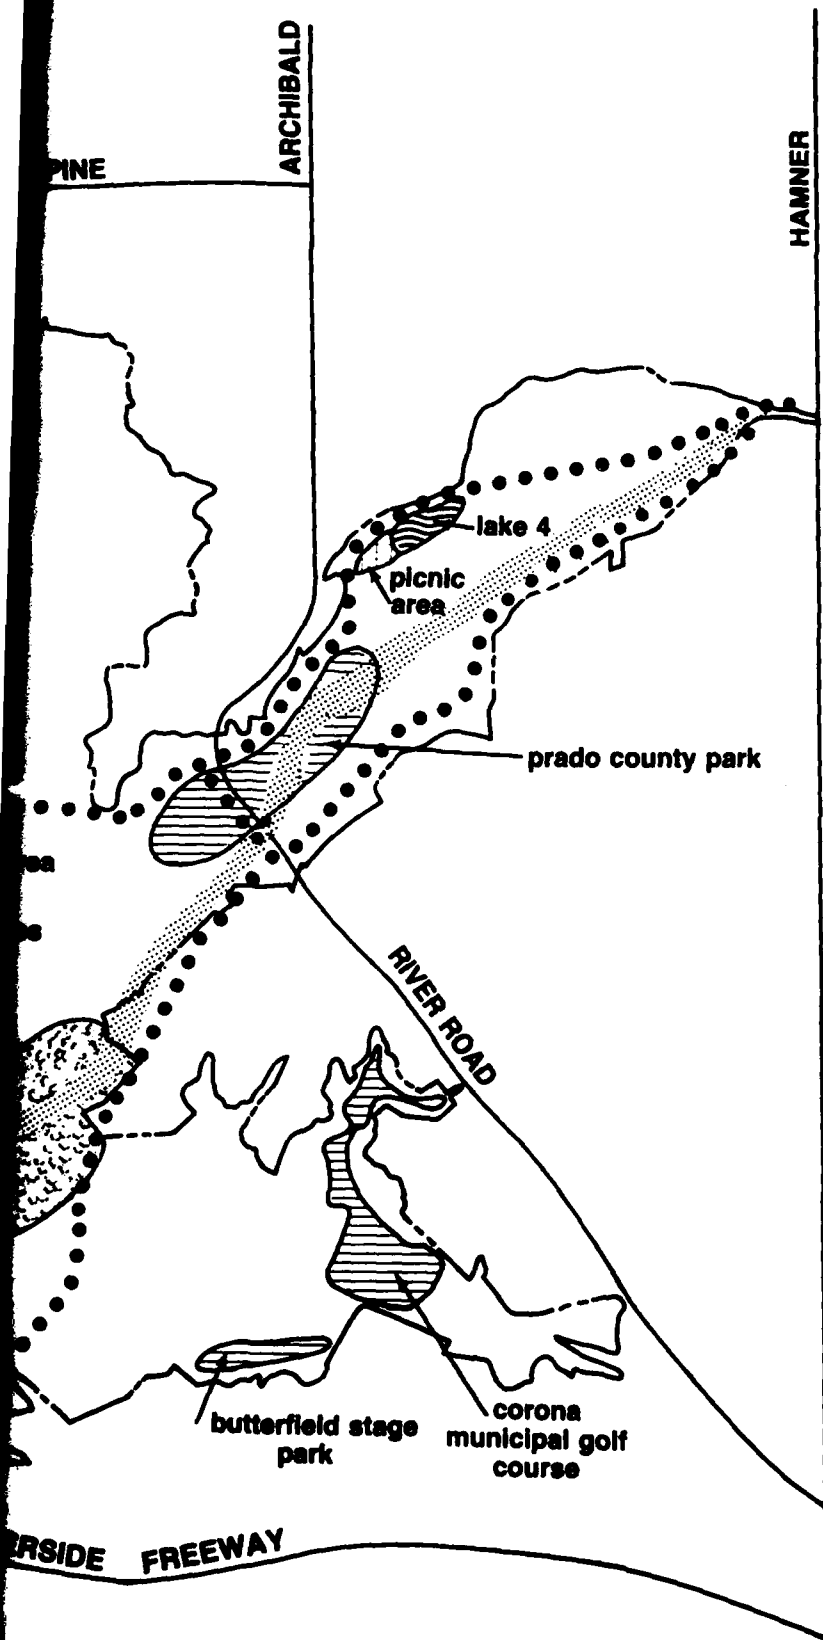 ARCHIBALD
PINE
HAMNER
lake 4
picnic
area
prado county park
RIVER ROAD
butterfield stage
park
corona
municipal golf
course
ERSIDE FREEWAY